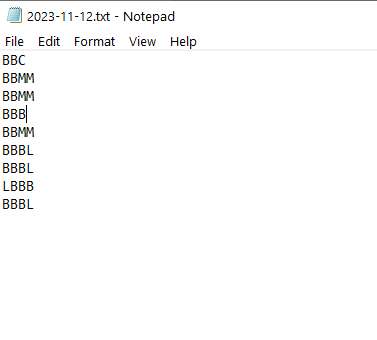 2023-11-12.txt - Notepad
File Edit Format View Help
BBC
BBMM
BBMM
BBB
BBMM
BBBL
BBBL
LBBB
BBBL